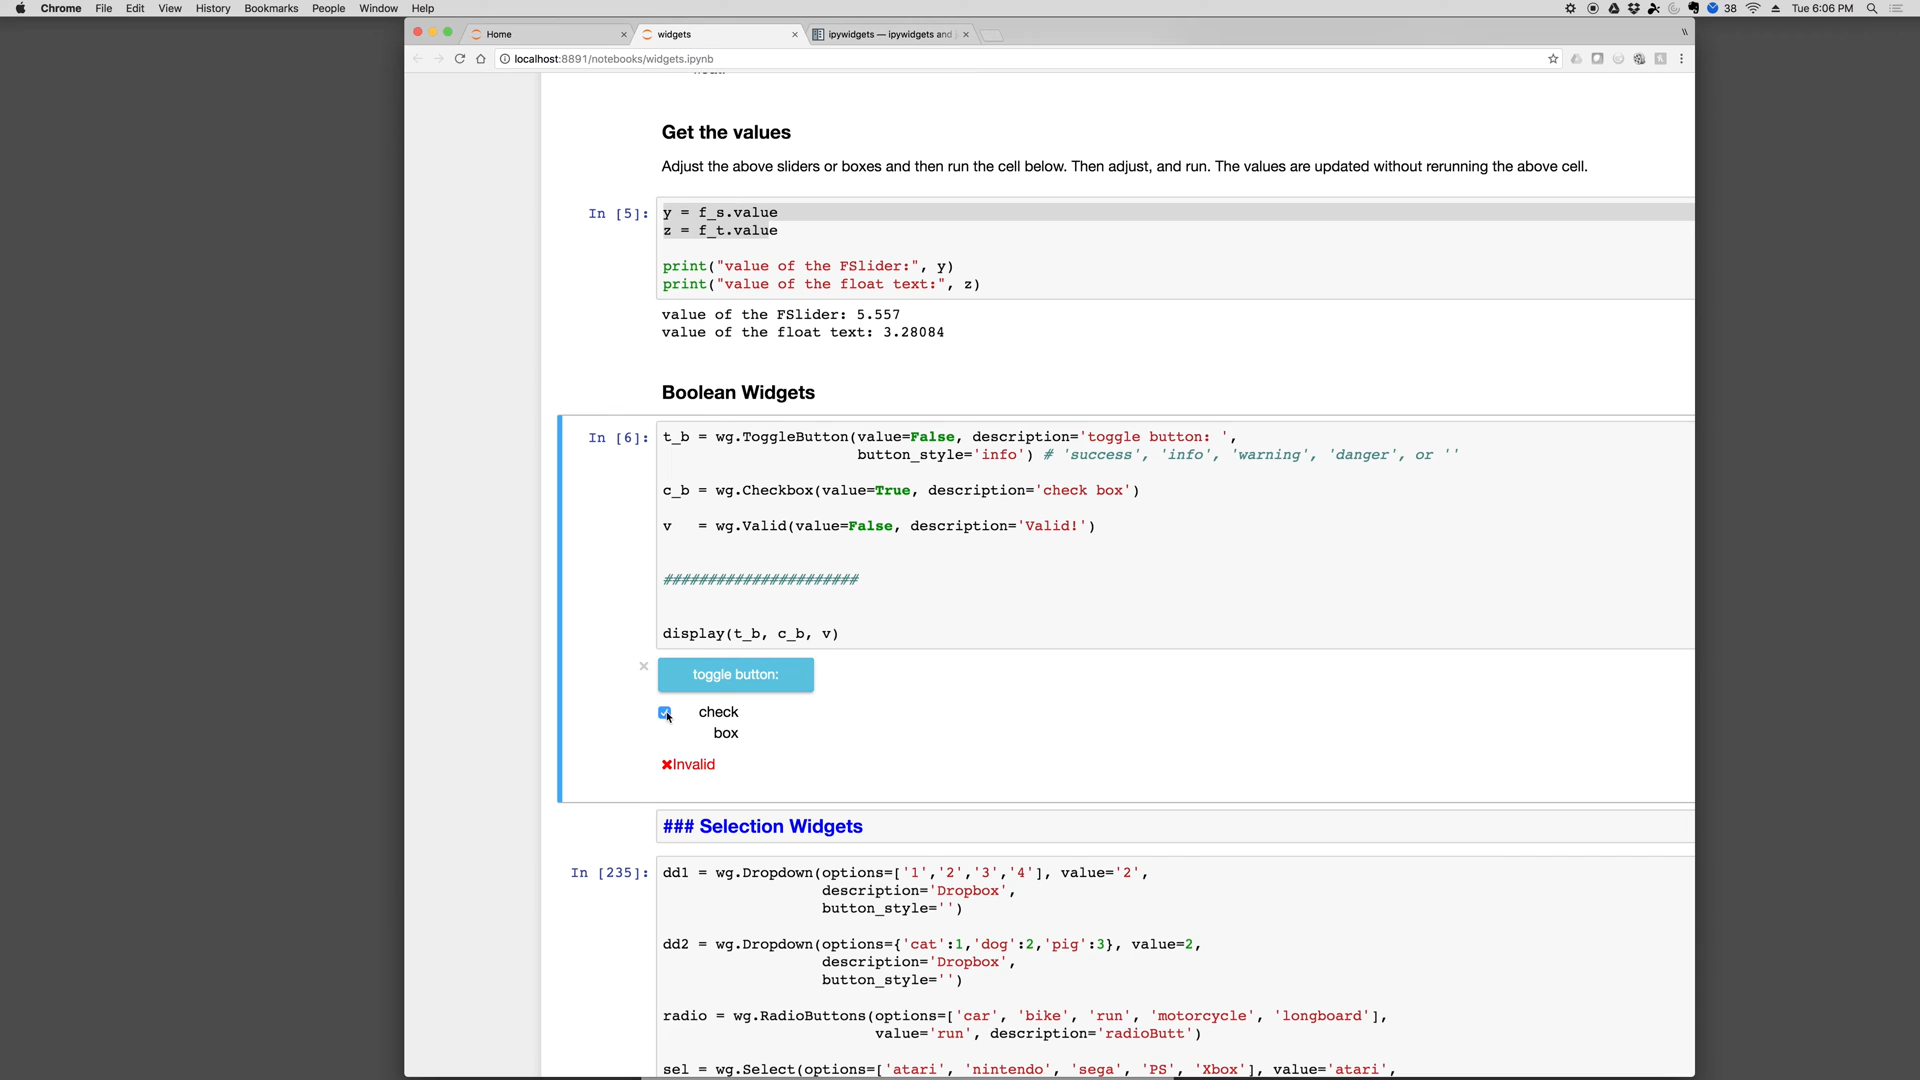 Chrome File Edit View History Bookmarks People Window Help
38 Tue 6:06 PM
Home
widgets
ipywidgets — ipywidgets and
localhost:8891/notebooks/widgets.ipynb
Get the values
Adjust the above sliders or boxes and then run the cell below. Then adjust, and run. The values are updated without rerunning the above cell.
In [5]: y = f_s.value
z = f_t.value
print("value of the FSlider:", y)
print("value of the float text:", z)
value of the FSlider: 5.557
value of the float text: 3.28084
Boolean Widgets
In [6]: t_b = wg.ToggleButton(value=False, description='toggle button: ',
button_style='info') # 'success', 'info', 'warning', 'danger', or ''
c_b = wg.Checkbox(value=True, description='check box')
v   = wg.Valid(value=False, description='Valid!')
######################
display(t_b, c_b, v)
toggle button:
check
box
Invalid
### Selection Widgets
In [235]: dd1 = wg.Dropdown(options=['1','2','3','4'], value='2',
description='Dropbox',
button_style='')
dd2 = wg.Dropdown(options={'cat':1,'dog':2,'pig':3}, value=2,
description='Dropbox',
button_style='')
radio = wg.RadioButtons(options=['car', 'bike', 'run', 'motorcycle', 'longboard'],
value='run', description='radioButt')
sel = wg.Select(options=['atari', 'nintendo', 'sega', 'PS', 'Xbox'], value='atari',